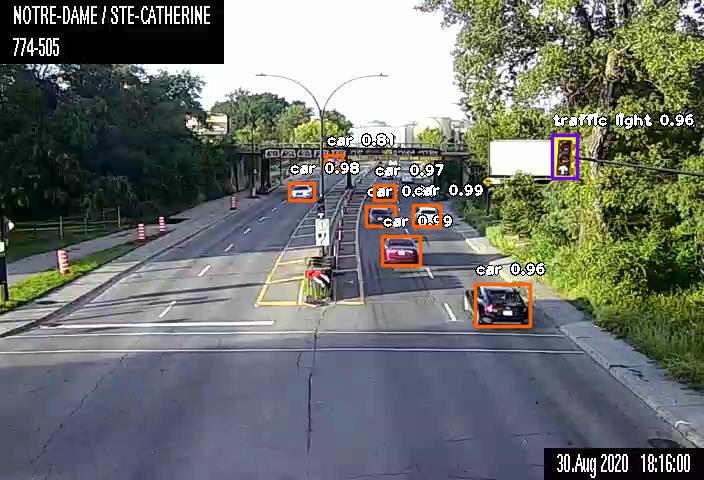 NOTRE-DAME / STE-CATHERINE
774-505
traffic light 0.96
car 0.81
car 0.98
car 0.97
car 0.99
car 0.99
car 0.96
30.Aug 2020 18:16:00